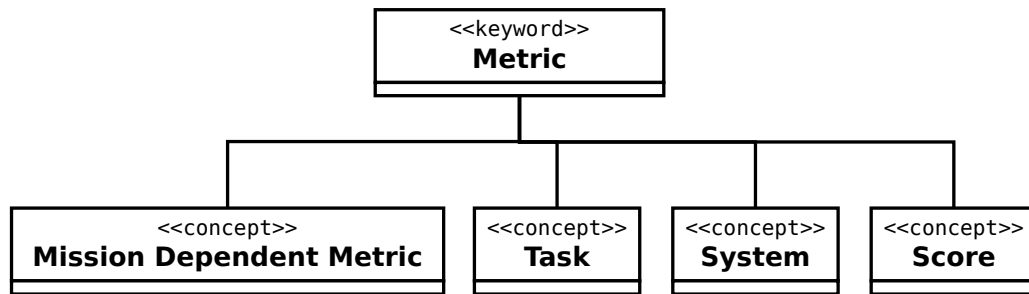 <<keyword>>
Metric
<<concept>>
Mission Dependent Metric
<<concept>>
Task
<<concept>>
System
<<concept>>
Score